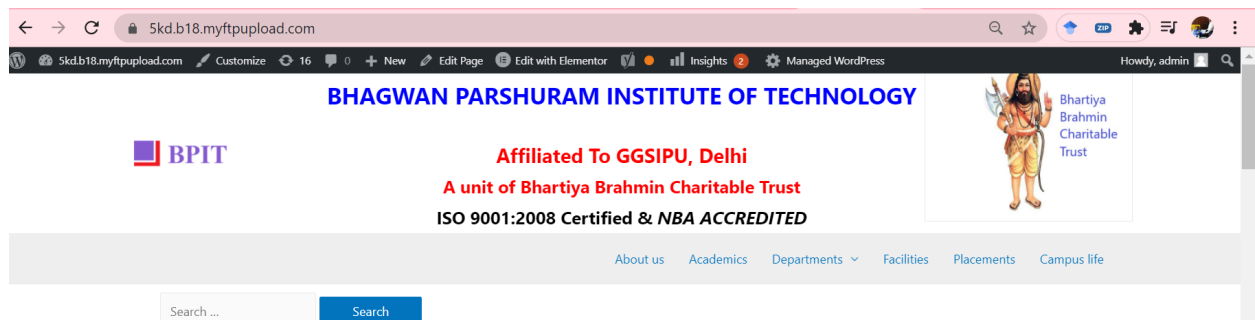 5kd.b18.myftpupload.com
ZIP
5kd.b18.myftpupload.com Customize 16 0 New Edit Page Edit with Elementor Insights 2 Managed WordPress Howdy, admin
BHAGWAN PARSHURAM INSTITUTE OF TECHNOLOGY
Bhartiya
Brahmin
Charitable
Trust
BPIT
Affiliated To GGSIPU, Delhi
A unit of Bhartiya Brahmin Charitable Trust
ISO 9001:2008 Certified & NBA ACCREDITED
About us Academics Departments Facilities Placements Campus life
Search ... Search